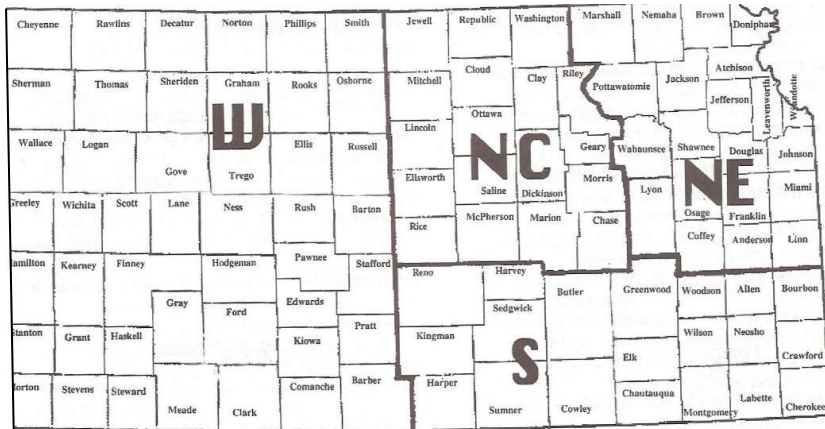 Cheyenne Rawlins Decatur Norton Phillips Smith Jewell Republic Washington Marshall Nemaha Brown Doniphan
Sherman Thomas Sheriden Graham Rooks Osborne Mitchell Cloud Clay Riley Pottawatomie Jackson Atchison
Jefferson Leavenworth Wyandotte
Wallace Logan Gove Trego Ellis Russell Lincoln Ottawa Geary Wabaunsee Shawnee Douglas Johnson
W NC NE
Ellsworth Saline Dickinson Morris Lyon Osage Franklin Miami
Greeley Wichita Scott Lane Ness Rush Barton Rice McPherson Marion Chase Coffey Anderson Linn
amilton Kearney Finney Hodgeman Pawnee Stafford Reno Harvey Butler Greenwood Woodson Allen Bourbon
Gray Ford Edwards Sedgwick
Stanton Grant Haskell Kiowa Pratt Kingman S Elk Wilson Neosho Crawford
orton Stevens Steward Meade Clark Comanche Barber Harper Sumner Cowley Chautauqua Montgomery Labette Cherokee